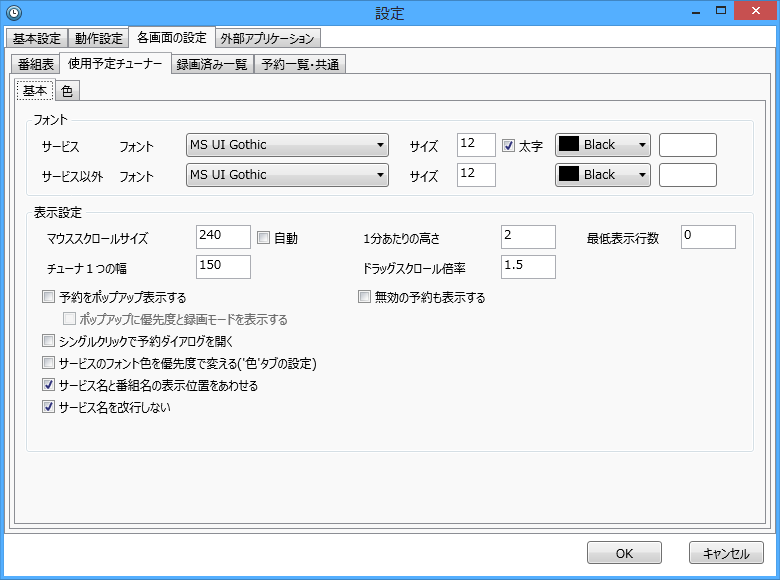 設定
基本設定 動作設定 各画面の設定 外部アプリケーション
番組表 使用予定チューナー 録画済み一覧 予約一覧・共通
基本 色
フォント
サービス フォント MS UI Gothic サイズ 12 太字 Black
サービス以外 フォント MS UI Gothic サイズ 12 Black
表示設定
マウススクロールサイズ 240 自動 1分あたりの高さ 2 最低表示行数 0
チューナ１つの幅 150 ドラッグスクロール倍率 1.5
予約をポップアップ表示する 無効の予約も表示する
ポップアップに優先度と録画モードを表示する
シングルクリックで予約ダイアログを開く
サービスのフォント色を優先度で変える('色'タブの設定)
サービス名と番組名の表示位置をあわせる
サービス名を改行しない
OK キャンセル